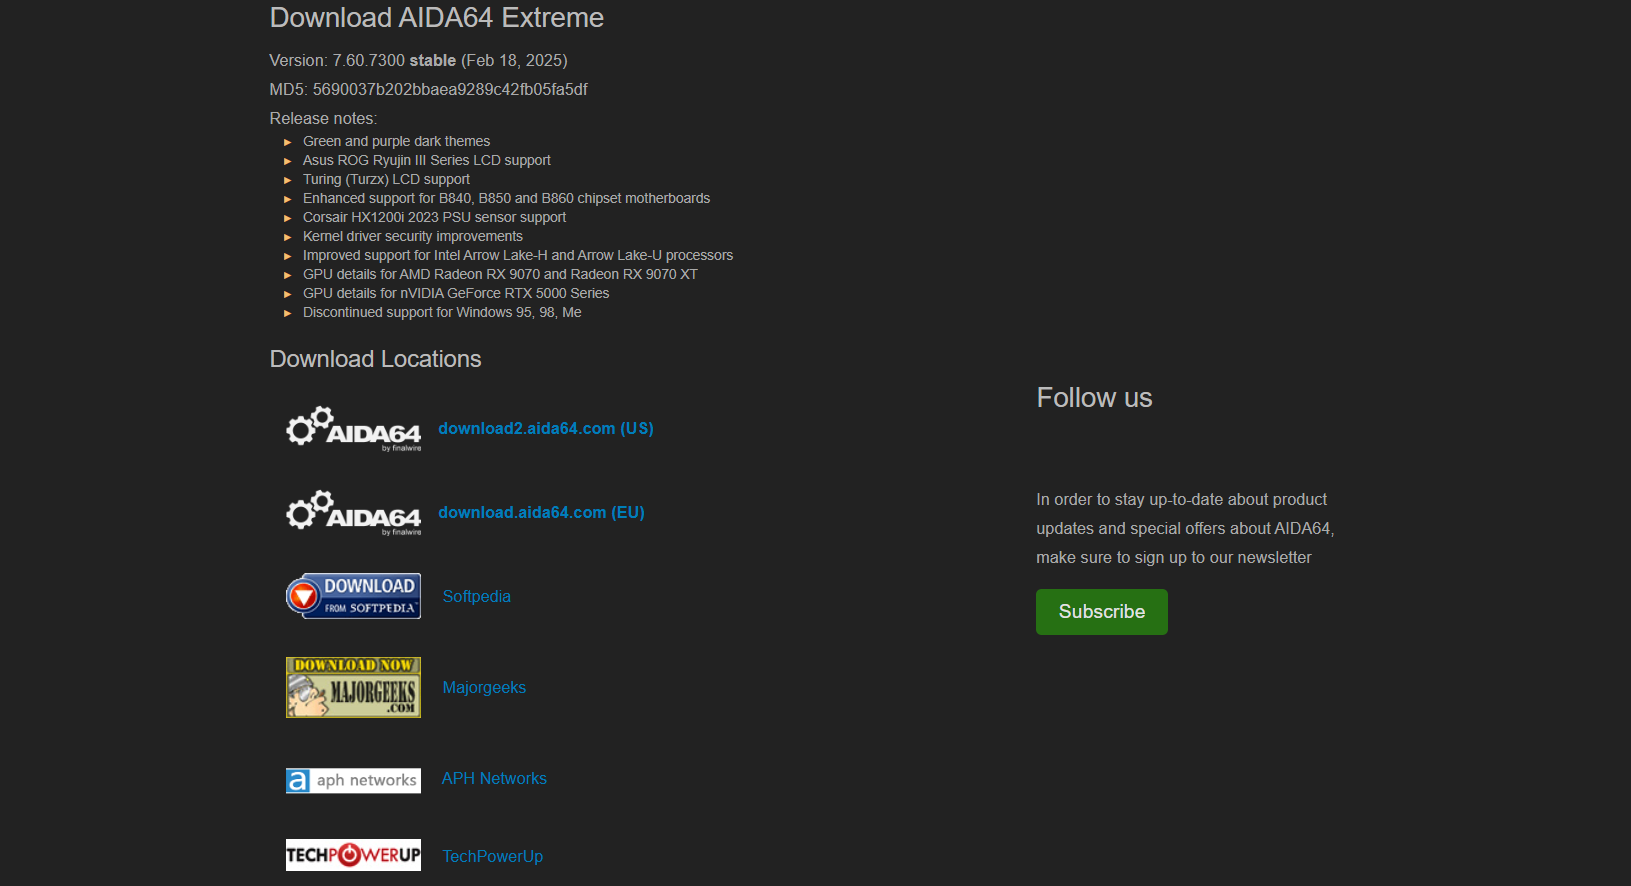 Download AIDA64 Extreme
Version: 7.60.7300 stable (Feb 18, 2025)
MD5: 5690037b202bbaea9289c42fb05fa5df
Release notes:
Green and purple dark themes
Asus ROG Ryujin III Series LCD support
Turing (Turzx) LCD support
Enhanced support for B840, B850 and B860 chipset motherboards
Corsair HX1200i 2023 PSU sensor support
Kernel driver security improvements
Improved support for Intel Arrow Lake-H and Arrow Lake-U processors
GPU details for AMD Radeon RX 9070 and Radeon RX 9070 XT
GPU details for nVIDIA GeForce RTX 5000 Series
Discontinued support for Windows 95, 98, Me
Download Locations
AIDA64
by finalwire
download2.aida64.com (US)
AIDA64
by finalwire
download.aida64.com (EU)
DOWNLOAD
FROM SOFTPEDIA
Softpedia
DOWNLOAD NOW
MAJORGEEKS
.COM
Majorgeeks
a aph networks
APH Networks
TECHPOWERUP
TechPowerUp
Follow us
In order to stay up-to-date about product
updates and special offers about AIDA64,
make sure to sign up to our newsletter
Subscribe